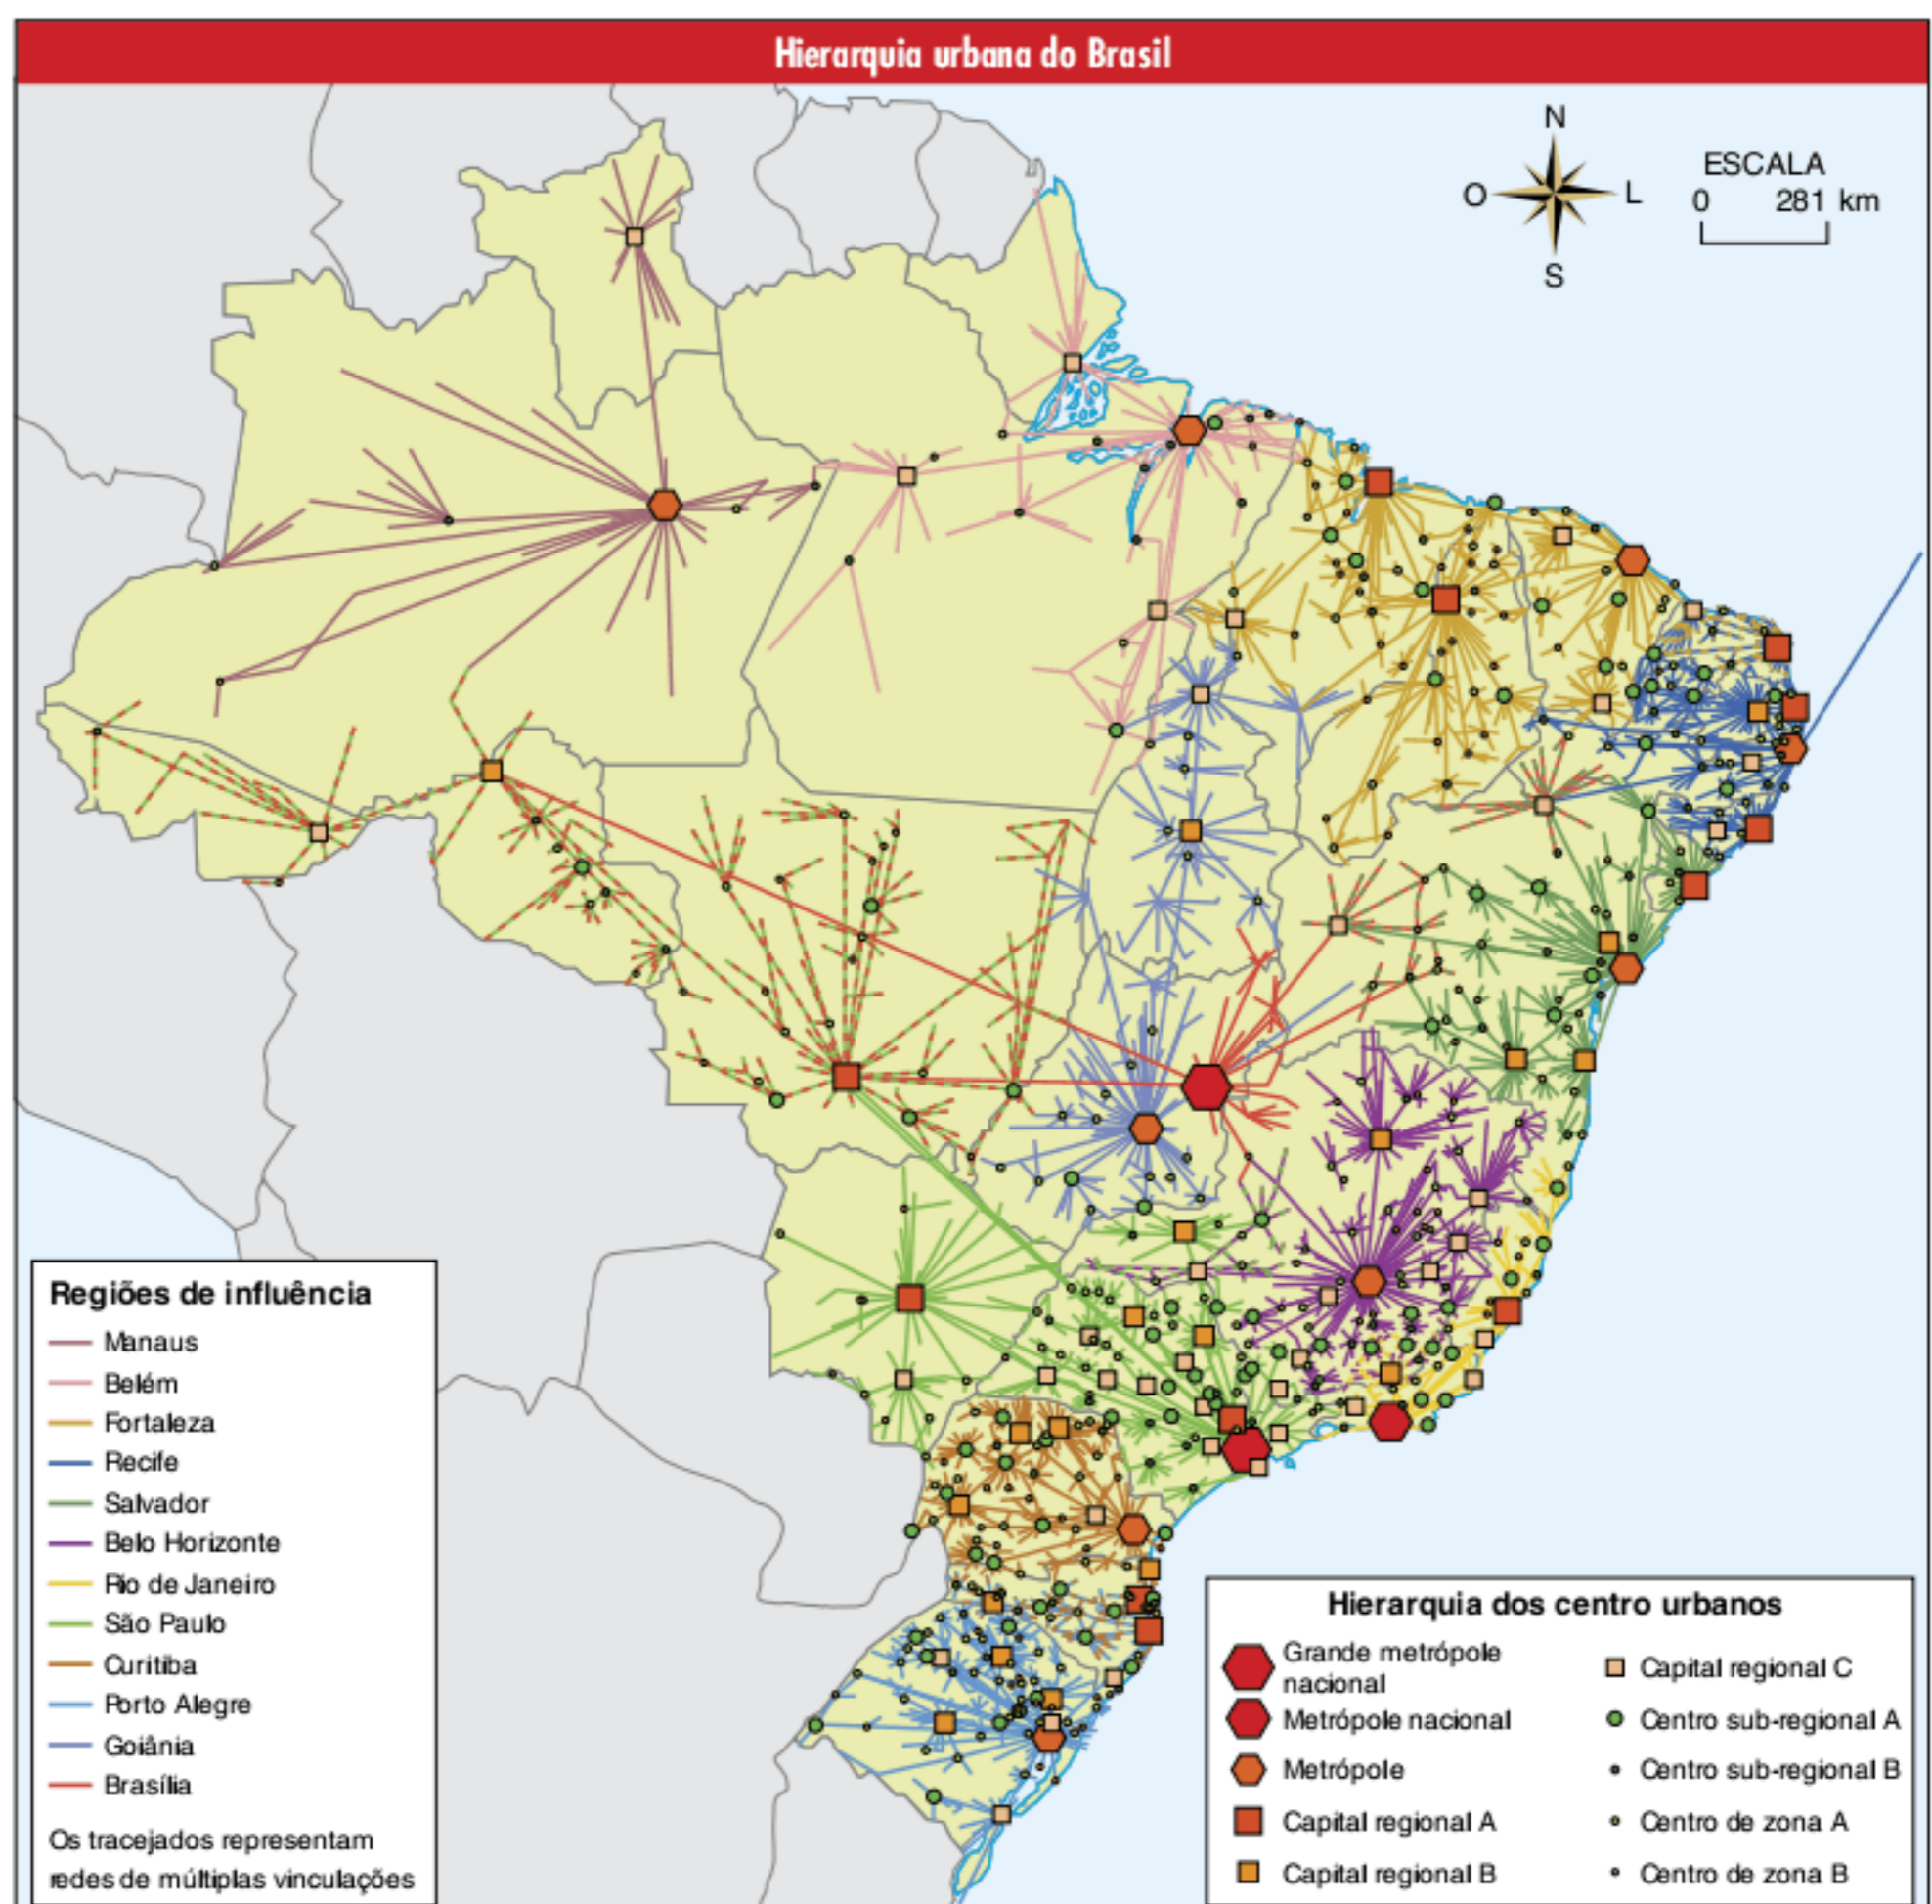 Hierarquia urbana do Brasil
N
O
L
S
ESCALA
0 281 km
Regiões de influência
Manaus
Belém
Fortaleza
Recife
Salvador
Belo Horizonte
Rio de Janeiro
São Paulo
Curitiba
Porto Alegre
Goiânia
Brasília
Os tracejados representam
redes de múltiplas vinculações
Hierarquia dos centro urbanos
Grande metrópole
nacional
Metrópole nacional
Metrópole
Capital regional A
Capital regional B
Capital regional C
Centro sub-regional A
Centro sub-regional B
Centro de zona A
Centro de zona B